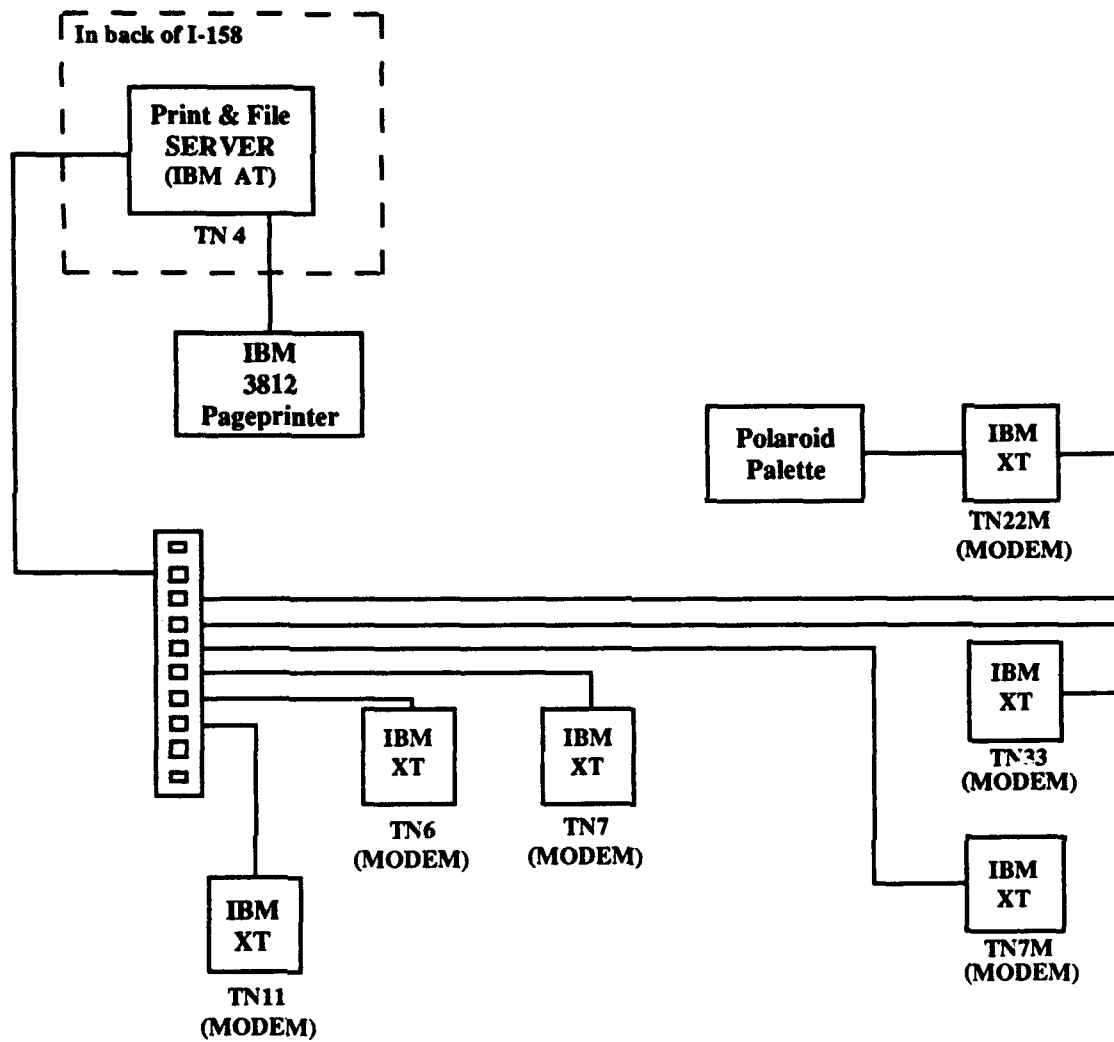 In back of I-158
Print & File
SERVER
(IBM AT)
TN 4
IBM
3812
Pageprinter
Polaroid
Palette
IBM
XT
TN22M
(MODEM)
IBM
XT
TN33
(MODEM)
IBM
XT
TN6
(MODEM)
IBM
XT
TN7
(MODEM)
IBM
XT
TN7M
(MODEM)
IBM
XT
TN11
(MODEM)